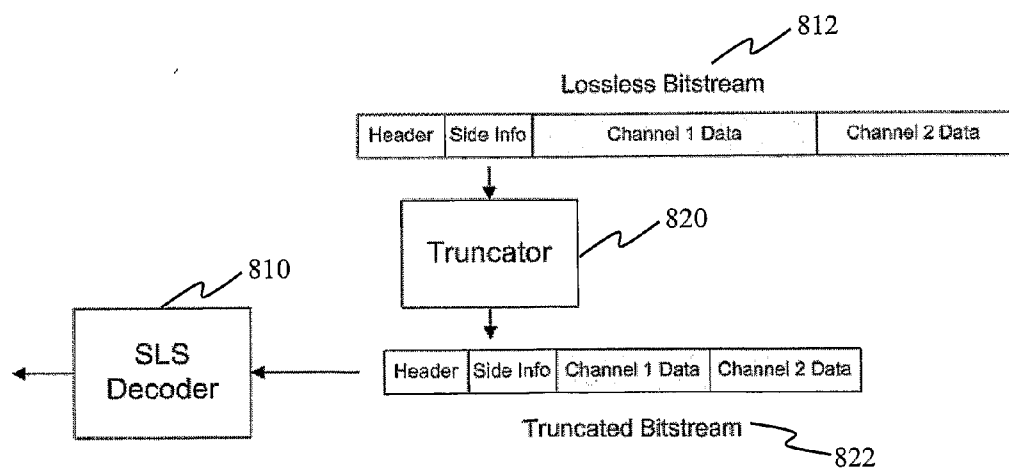 812
Lossless Bitstream
Header Side Info Channel 1 Data Channel 2 Data
Truncator
820
810
SLS
Decoder
Header Side Info Channel 1 Data Channel 2 Data
Truncated Bitstream
822